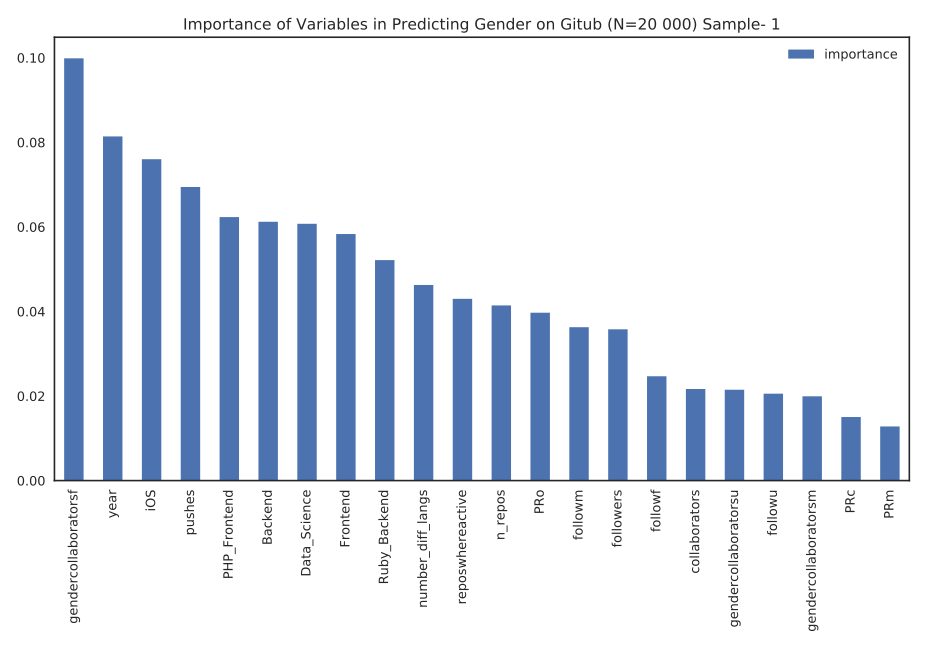 Importance of Variables in Predicting Gender on Gitub (N=20 000) Sample- 1
importance
0.10
0.08
0.06
0.04
0.02
0.00
gendercollaboratorsf
year
iOS
pushes
PHP_Frontend
Backend
Data_Science
Frontend
Ruby_Backend
number_diff_langs
reposwhereactive
n_repos
PRo
followm
followers
followf
collaborators
gendercollaboratorsu
followu
gendercollaboratorsm
PRc
PRm